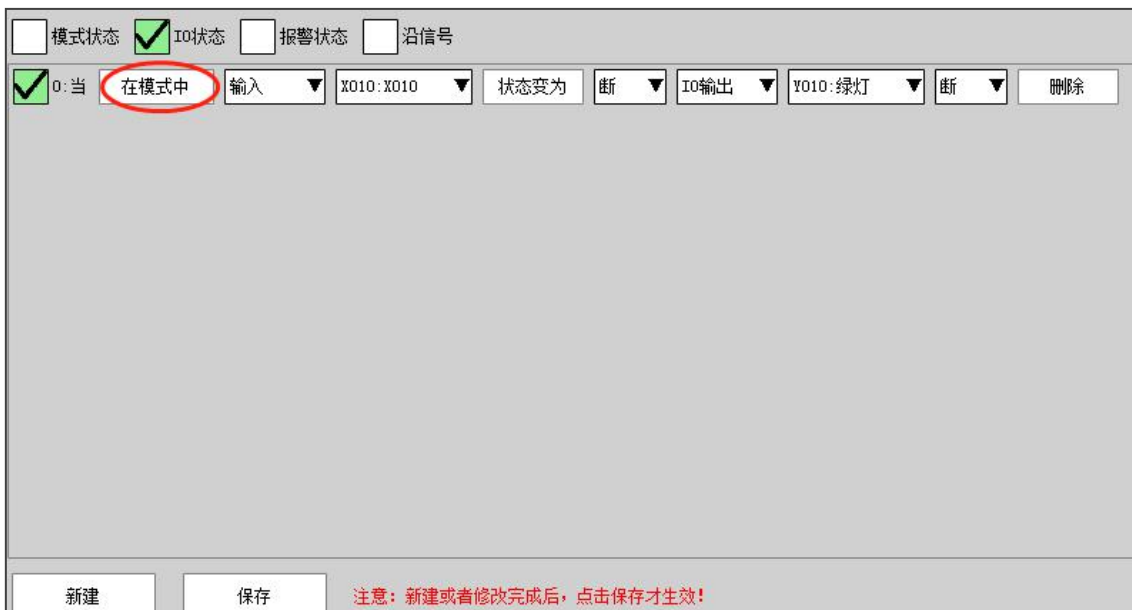 模式状态 IO状态 报警状态 沿信号
0:当 在模式中 输入 X010:X010 状态变为 断 IO输出 Y010:绿灯 断 删除
新建 保存 注意：新建或者修改完成后，点击保存才生效！